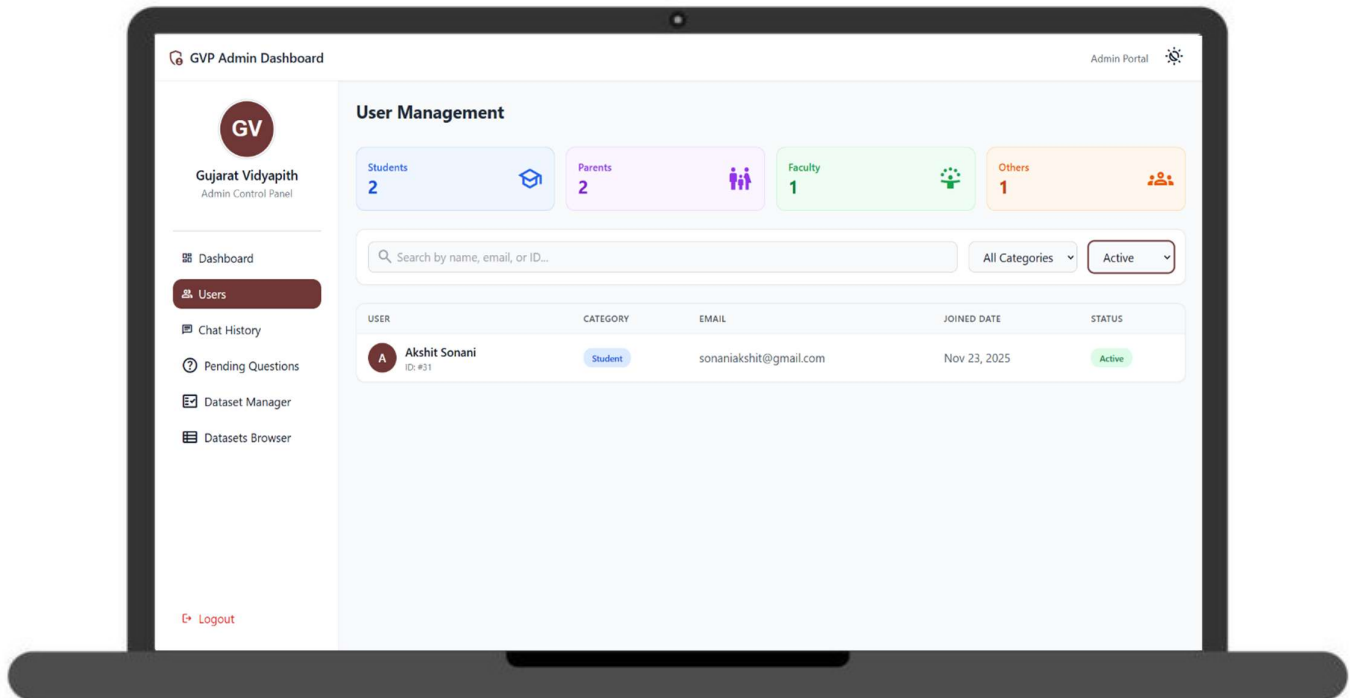 GVP Admin Dashboard
Admin Portal
GV
Gujarat Vidyapith
Admin Control Panel
Dashboard
Users
Chat History
Pending Questions
Dataset Manager
Datasets Browser
Logout
User Management
Students
2
Parents
2
Faculty
1
Others
1
Search by name, email, or ID...
All Categories
Active
USER CATEGORY EMAIL JOINED DATE STATUS
A
Akshit Sonani
ID: #31
Student
sonaniakshit@gmail.com
Nov 23, 2025
Active